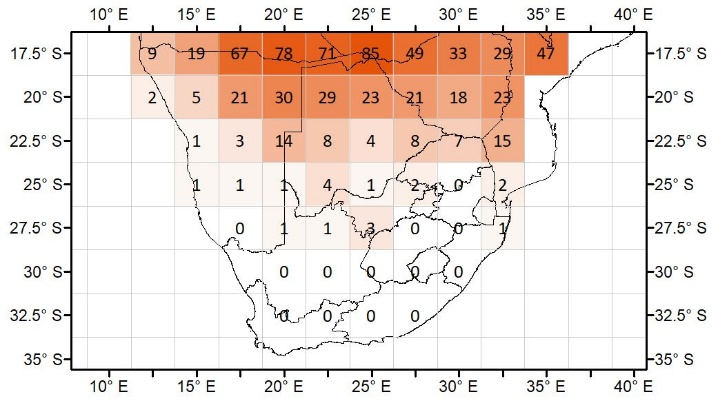 10° E 15° E 20° E 25° E 30° E 35° E 40° E
17.5° S 9 19 67 78 71 85 49 33 29 47 17.5° S
20° S 2 5 21 30 29 23 21 18 23 20° S
22.5° S 1 3 14 8 4 8 7 15 22.5° S
25° S 1 1 1 4 1 2 0 2 25° S
27.5° S 0 1 1 3 0 0 1 27.5° S
30° S 0 0 0 0 0 30° S
32.5° S 0 0 0 0 32.5° S
35° S 35° S
10° E 15° E 20° E 25° E 30° E 35° E 40° E